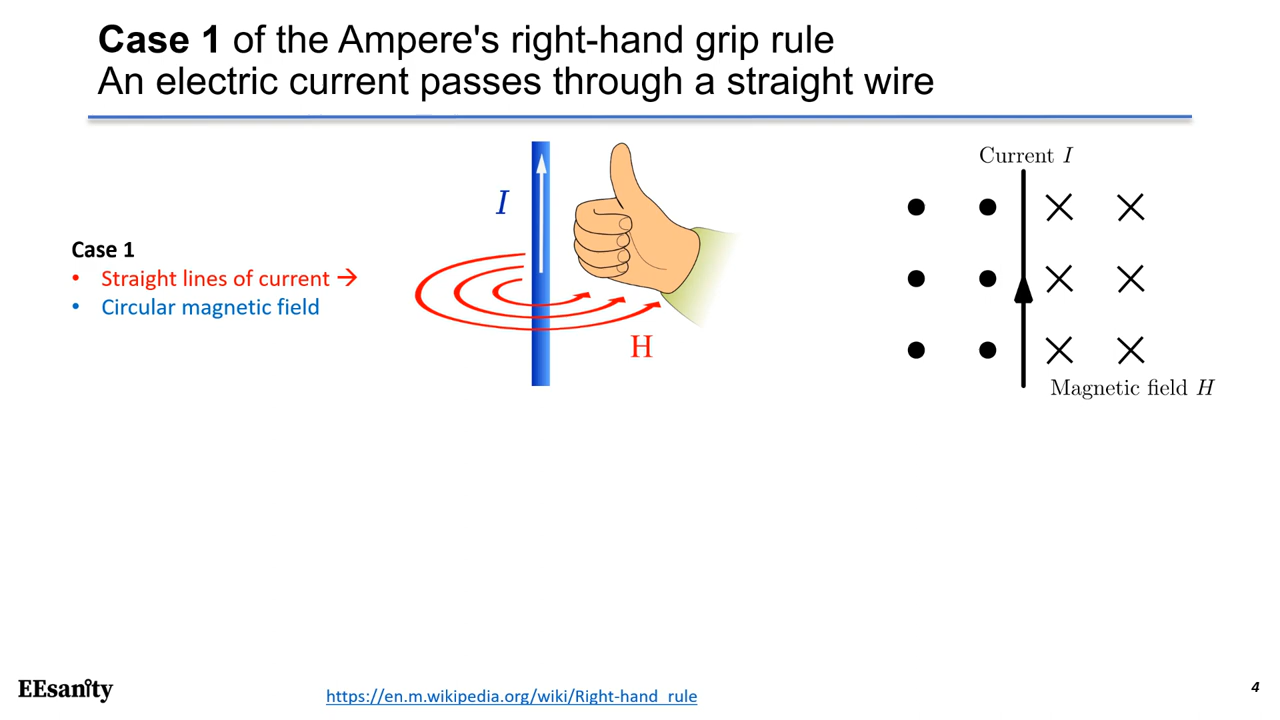 Case 1 of the Ampere's right-hand grip rule
An electric current passes through a straight wire
Case 1
• Straight lines of current →
• Circular magnetic field
I
H
Current I
Magnetic field H
EEsanity
https://en.m.wikipedia.org/wiki/Right-hand_rule
4